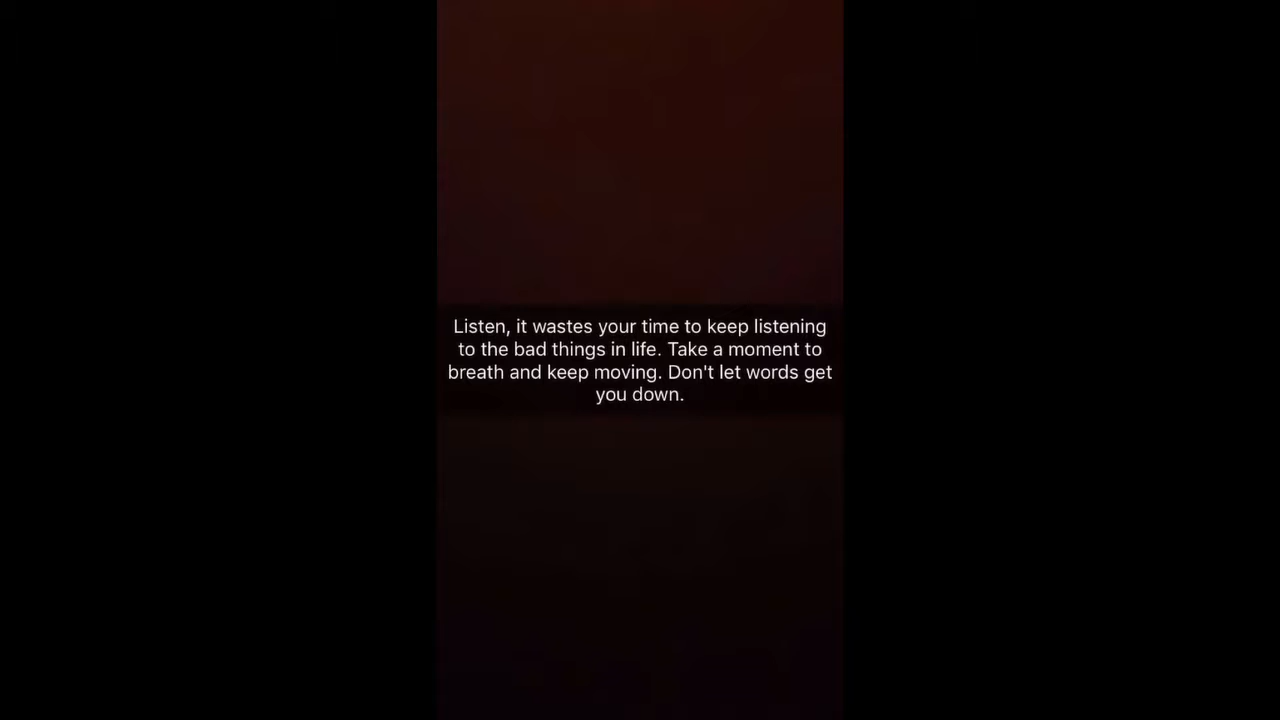 Listen, it wastes your time to keep listening
to the bad things in life. Take a moment to
breath and keep moving. Don't let words get
you down.